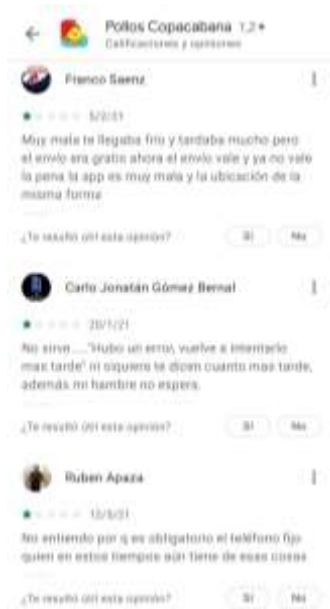 Pollos Copacabana 1,2★
Calificaciones y opiniones
Franco Saenz
5/2/21
Muy mala te llegaba frío y tardaba mucho pero
el envío era gratis ahora el envío vale y ya no vale
la pena la app es muy mala y la ubicación de la
misma forma
¿Te resultó útil esta opinión? Sí No
Carlo Jonatán Gómez Bernal
20/1/21
No sirve....."Hubo un error, vuelve a intentarlo
mas tarde" ni siquiera te dicen cuanto mas tarde,
además mi hambre no espera.
¿Te resultó útil esta opinión? Sí No
Ruben Apaza
No entiendo por q es obligatorio el teléfono fijo
quien en estos tiempos aún tiene de esas cosas
¿Te resultó útil esta opinión? Sí No